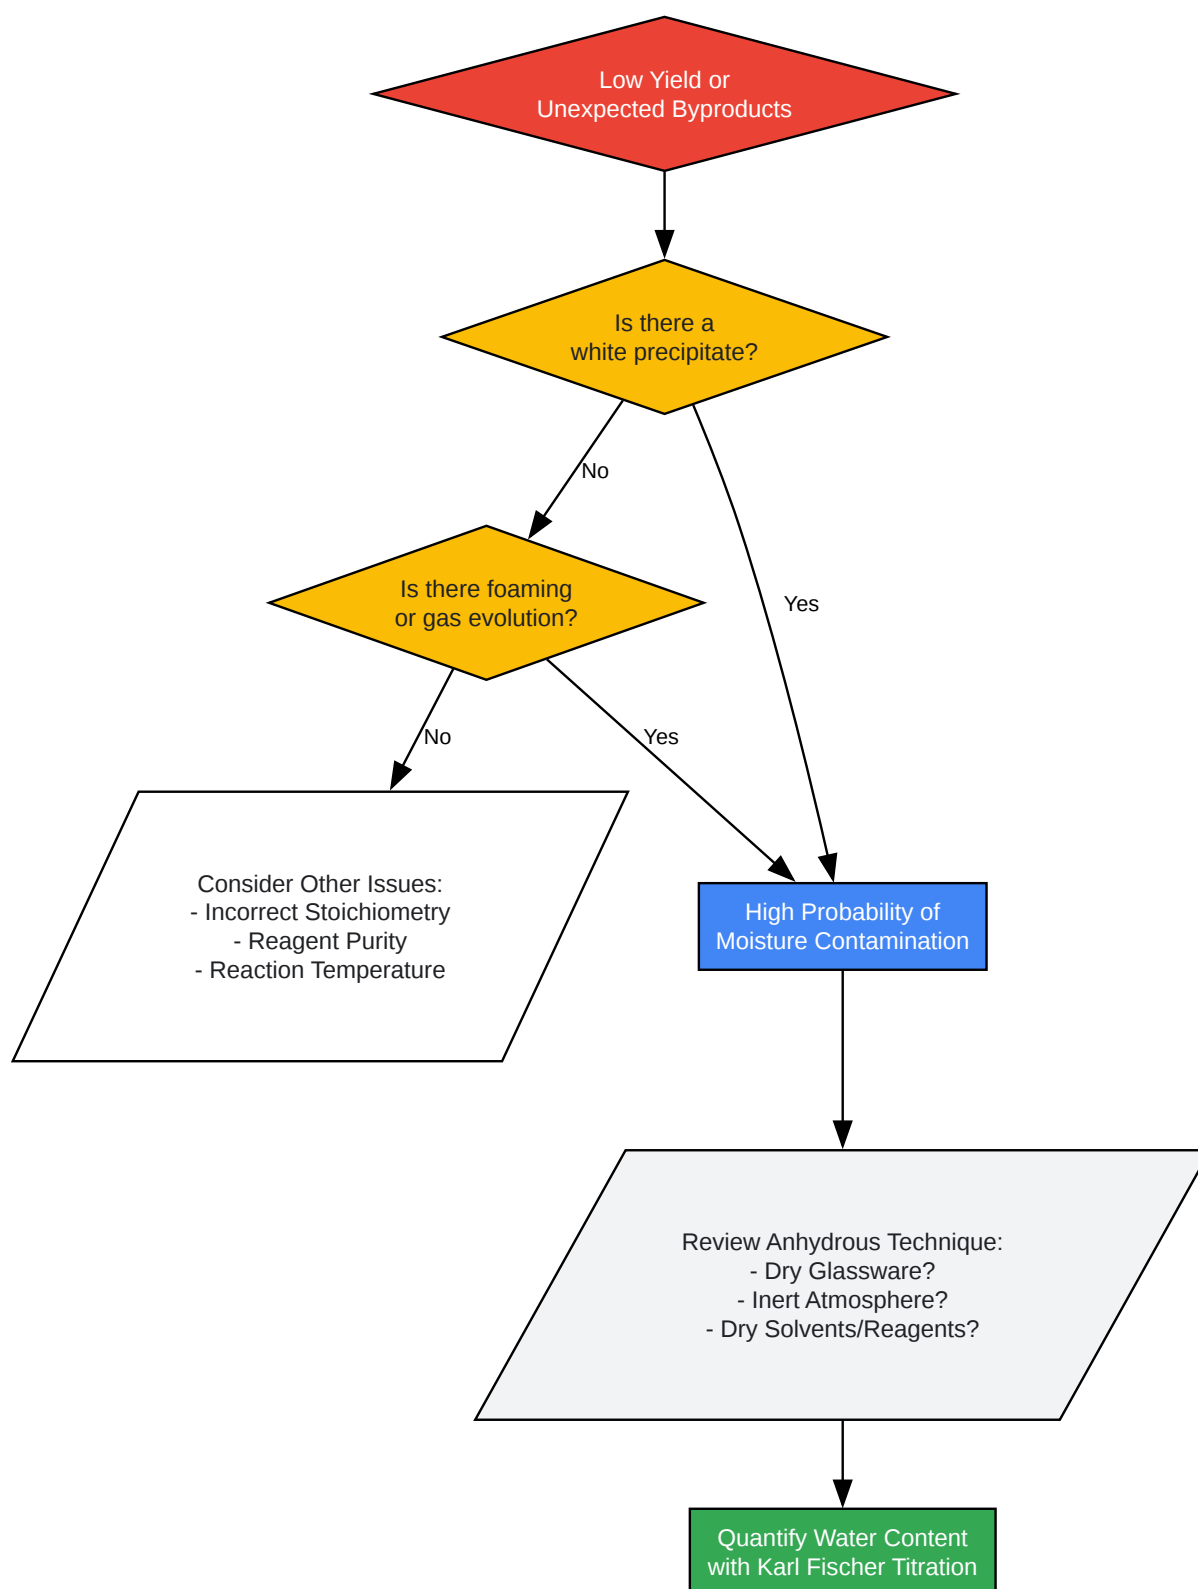 Low Yield or
Unexpected Byproducts
Is there a
white precipitate?
No
Yes
Is there foaming
or gas evolution?
No
Yes
Consider Other Issues:
- Incorrect Stoichiometry
- Reagent Purity
- Reaction Temperature
High Probability of
Moisture Contamination
Review Anhydrous Technique:
- Dry Glassware?
- Inert Atmosphere?
- Dry Solvents/Reagents?
Quantify Water Content
with Karl Fischer Titration